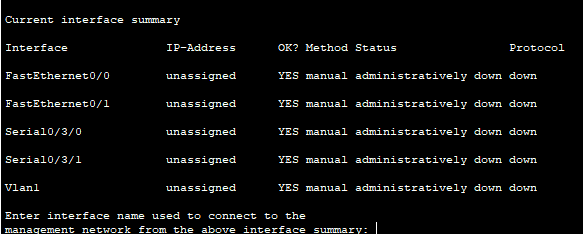 Current interface summary
Interface IP-Address OK? Method Status Protocol
FastEthernet0/0 unassigned YES manual administratively down down
FastEthernet0/1 unassigned YES manual administratively down down
Serial0/3/0 unassigned YES manual administratively down down
Serial0/3/1 unassigned YES manual administratively down down
Vlan1 unassigned YES manual administratively down down
Enter interface name used to connect to the
management network from the above interface summary: